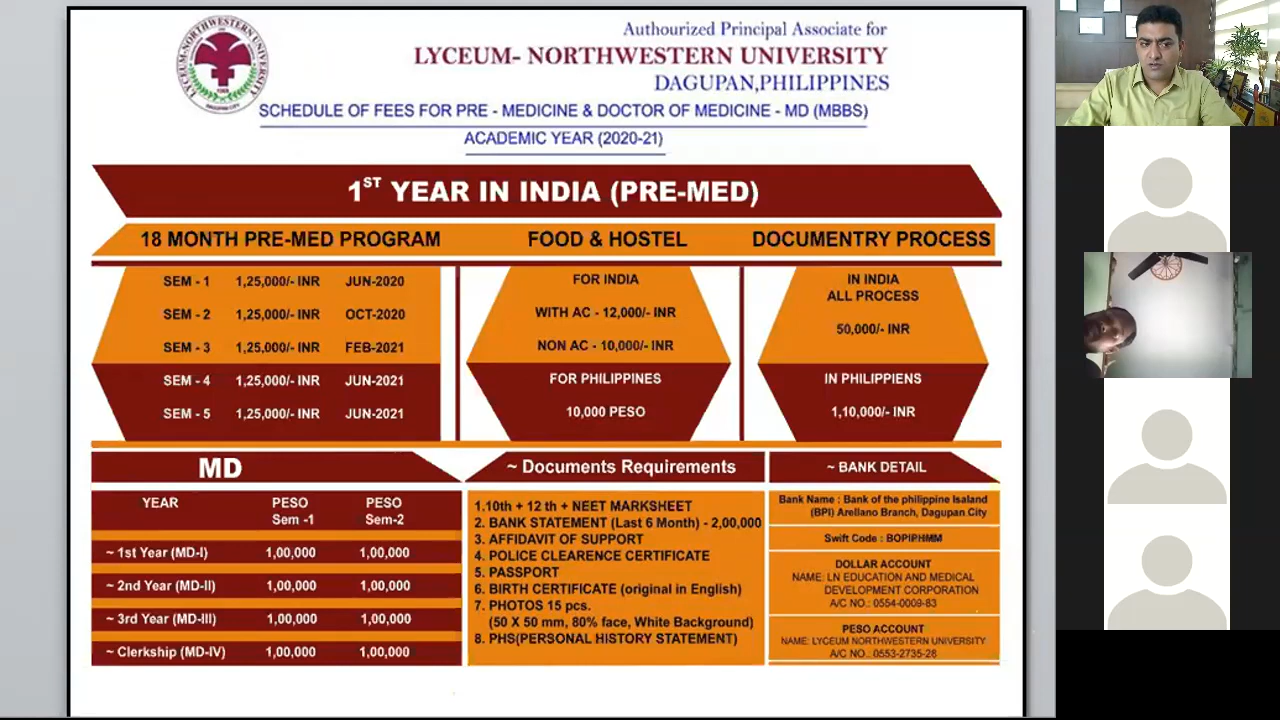 LYCEUM-NORTHWESTERN UNIVERSITY
DAGUPAN CITY
Authourized Principal Associate for
LYCEUM- NORTHWESTERN UNIVERSITY
DAGUPAN,PHILIPPINES
SCHEDULE OF FEES FOR PRE - MEDICINE & DOCTOR OF MEDICINE - MD (MBBS)
ACADEMIC YEAR (2020-21)
1ST YEAR IN INDIA (PRE-MED)
18 MONTH PRE-MED PROGRAM
SEM - 1 1,25,000/- INR JUN-2020
SEM - 2 1,25,000/- INR OCT-2020
SEM - 3 1,25,000/- INR FEB-2021
SEM - 4 1,25,000/- INR JUN-2021
SEM - 5 1,25,000/- INR JUN-2021
FOOD & HOSTEL
FOR INDIA
WITH AC - 12,000/- INR
NON AC - 10,000/- INR
FOR PHILIPPINES
10,000 PESO
DOCUMENTRY PROCESS
IN INDIA
ALL PROCESS
50,000/- INR
IN PHILIPPIENS
1,10,000/- INR
MD
YEAR PESO PESO
Sem -1 Sem-2
~ 1st Year (MD-I) 1,00,000 1,00,000
~ 2nd Year (MD-II) 1,00,000 1,00,000
~ 3rd Year (MD-III) 1,00,000 1,00,000
~ Clerkship (MD-IV) 1,00,000 1,00,000
~ Documents Requirements
1.10th + 12 th + NEET MARKSHEET
2. BANK STATEMENT (Last 6 Month) - 2,00,000
3. AFFIDAVIT OF SUPPORT
4. POLICE CLEARENCE CERTIFICATE
5. PASSPORT
6. BIRTH CERTIFICATE (original in English)
7. PHOTOS 15 pcs.
(50 X 50 mm, 80% face, White Background)
8. PHS(PERSONAL HISTORY STATEMENT)
~ BANK DETAIL
Bank Name : Bank of the philippine Isaland
(BPI) Arellano Branch, Dagupan City
Swift Code : BOPIPHMM
DOLLAR ACCOUNT
NAME: LN EDUCATION AND MEDICAL
DEVELOPMENT CORPORATION
A/C NO.: 0554-0009-83
PESO ACCOUNT
NAME: LYCEUM NORTHWESTERN UNIVERSITY
A/C NO.: 0553-2735-28